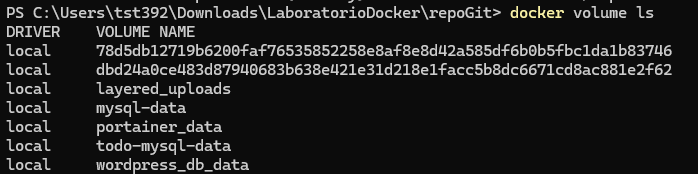 PS C:\Users\tst392\Downloads\LaboratorioDocker\repoGit> docker volume ls
DRIVER    VOLUME NAME
local     78d5db12719b6200faf76535852258e8af8e8d42a585df6b0b5fbc1da1b83746
local     dbd24a0ce483d87940683b638e421e31d218e1facc5b8dc6671cd8ac881e2f62
local     layered_uploads
local     mysql-data
local     portainer_data
local     todo-mysql-data
local     wordpress_db_data